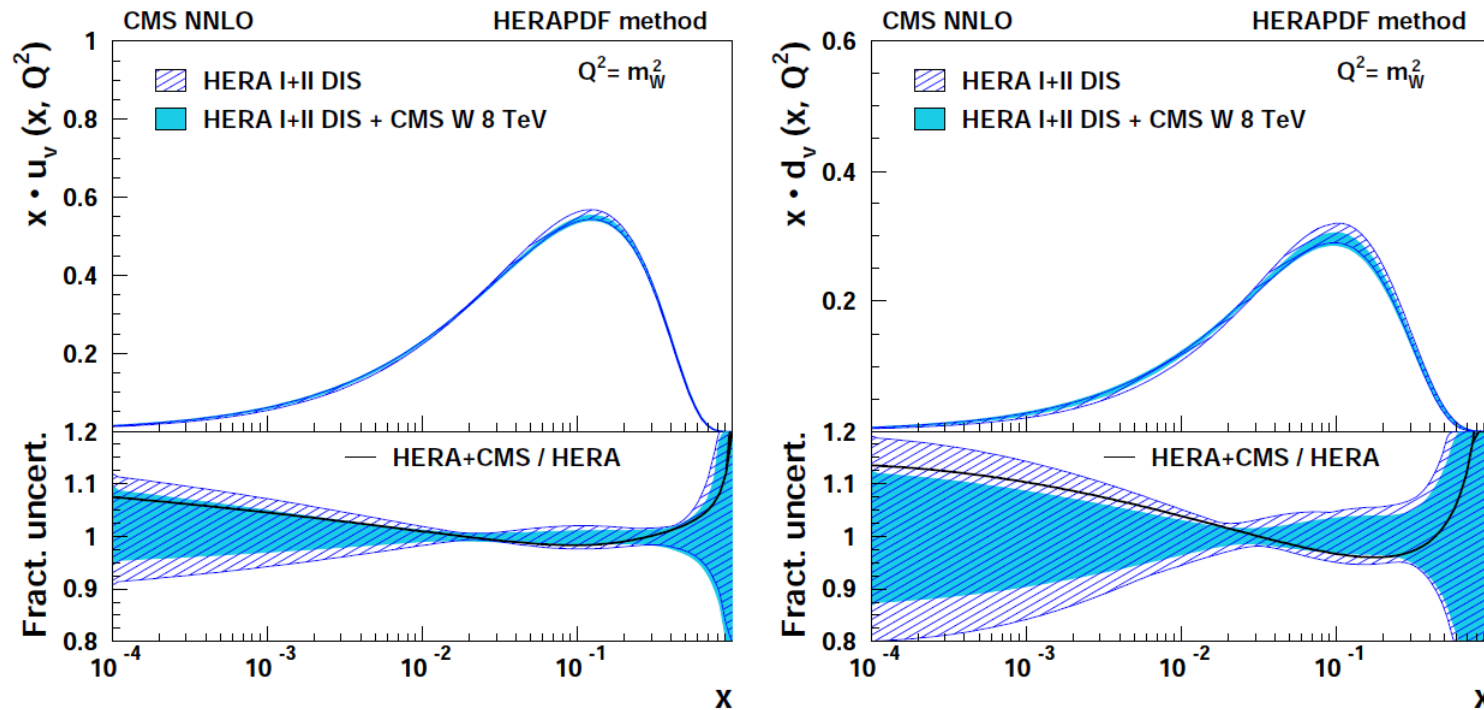 CMS NNLO HERAPDF method
x • u_v (x, Q²)
1
Q² = m_W²
HERA I+II DIS
HERA I+II DIS + CMS W 8 TeV
0.8
0.6
0.4
0.2
Fract. uncert.
1.2
HERA+CMS / HERA
1.1
1
0.9
0.8
10⁻⁴ 10⁻³ 10⁻² 10⁻¹
x
CMS NNLO HERAPDF method
x • d_v (x, Q²)
0.6
Q² = m_W²
HERA I+II DIS
HERA I+II DIS + CMS W 8 TeV
0.4
0.2
Fract. uncert.
1.2
HERA+CMS / HERA
1.1
1
0.9
0.8
10⁻⁴ 10⁻³ 10⁻² 10⁻¹
x